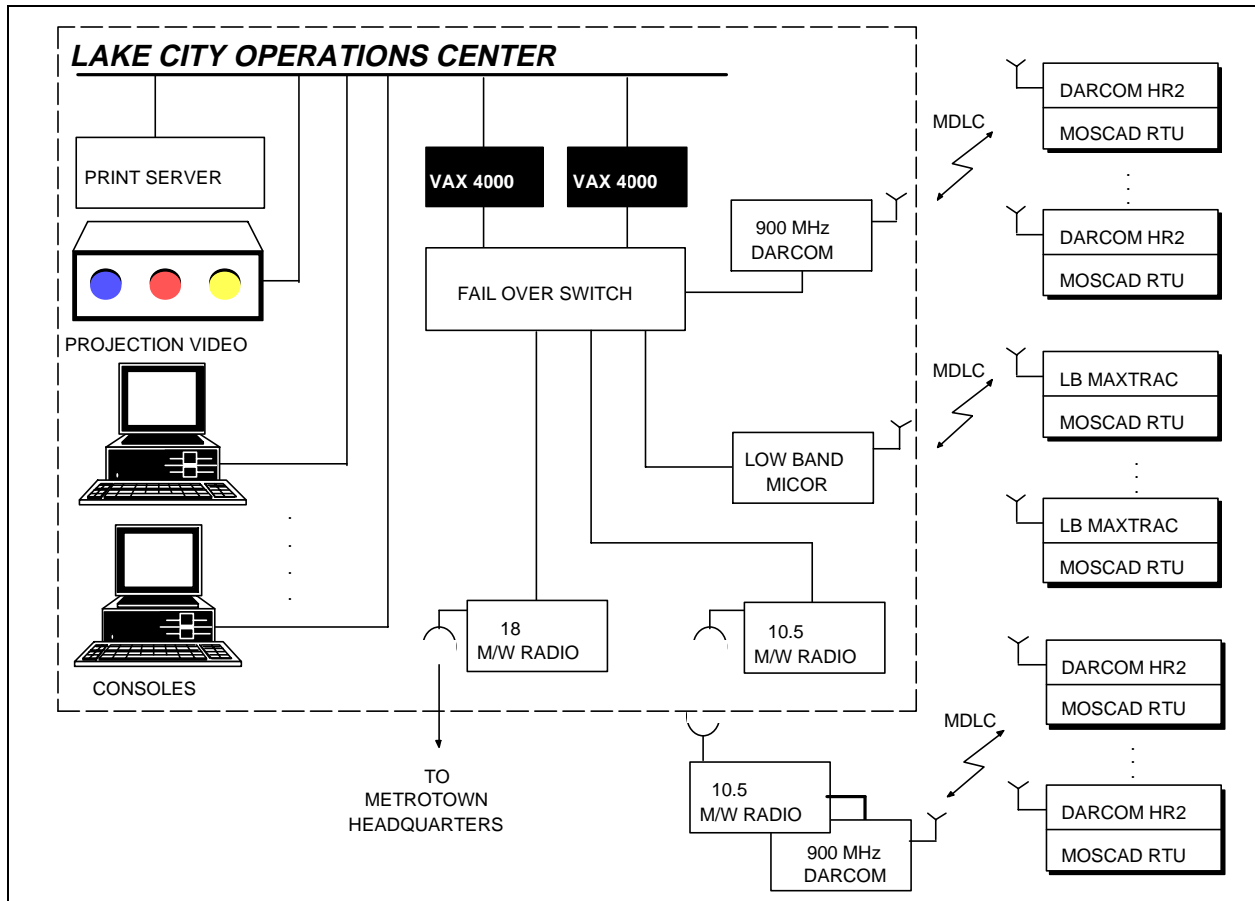 LAKE CITY OPERATIONS CENTER
PRINT SERVER
PROJECTION VIDEO
CONSOLES
VAX 4000
VAX 4000
FAIL OVER SWITCH
900 MHz
DARCOM
LOW BAND
MICOR
18
M/W RADIO
10.5
M/W RADIO
TO
METROTOWN
HEADQUARTERS
10.5
M/W RADIO
900 MHz
DARCOM
MDLC
DARCOM HR2
MOSCAD RTU
DARCOM HR2
MOSCAD RTU
MDLC
LB MAXTRAC
MOSCAD RTU
LB MAXTRAC
MOSCAD RTU
MDLC
DARCOM HR2
MOSCAD RTU
DARCOM HR2
MOSCAD RTU